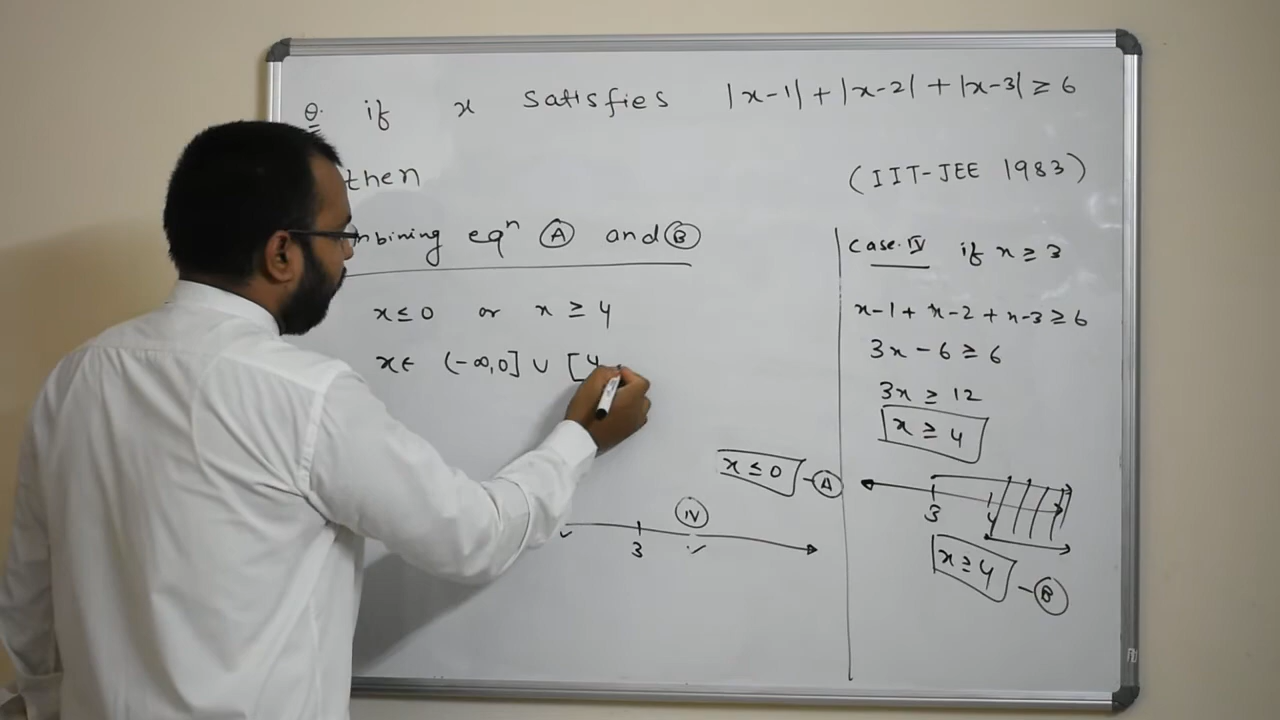 Q. if x satisfies |x-1| + |x-2| + |x-3| ≥ 6
then
(IIT-JEE 1983)
eqⁿ Ⓐ and Ⓑ
x ≤ 0 or x ≥ 4
x ∈ (-∞,0] ∪ [4
x ≤ 0 - Ⓐ
IV
3
Case-IV if x ≥ 3
x-1 + x-2 + x-3 ≥ 6
3x - 6 ≥ 6
3x ≥ 12
x ≥ 4
3 4
x ≥ 4 - Ⓑ